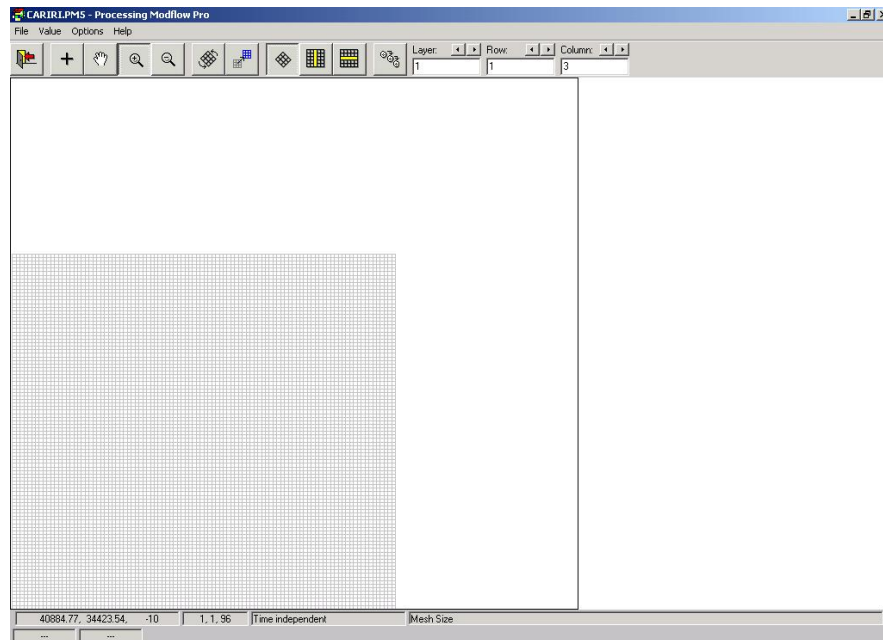 CARIRI.PM5 - Processing Modflow Pro
File Value Options Help
Layer: Row: Column:
1 1 3
40884.77, 34423.54, -10 1, 1, 96 Time independent Mesh Size
... ...